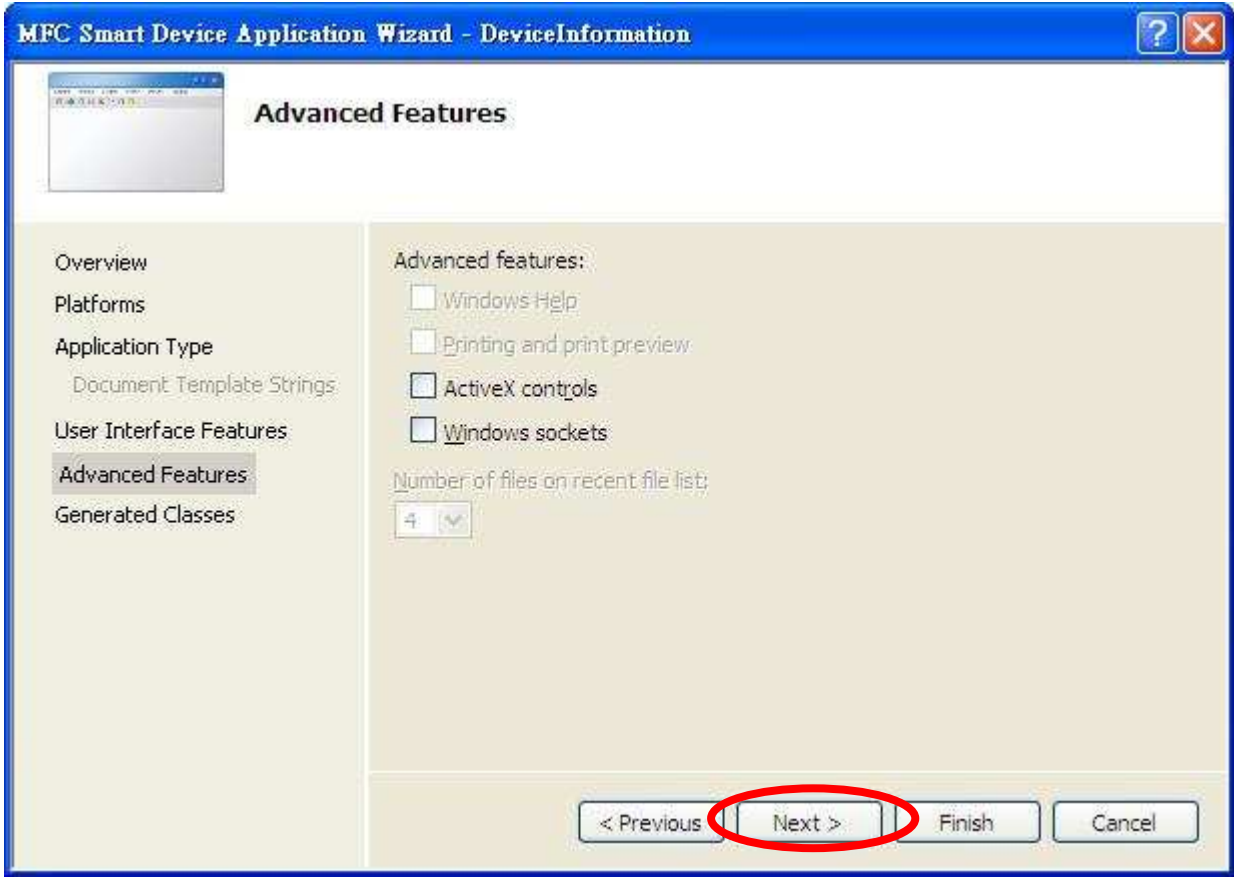 MFC Smart Device Application Wizard - DeviceInformation
Advanced Features
Overview
Platforms
Application Type
Document Template Strings
User Interface Features
Advanced Features
Generated Classes
Advanced features:
Windows Help
Printing and print preview
ActiveX controls
Windows sockets
Number of files on recent file list:
4
< Previous
Next >
Finish
Cancel